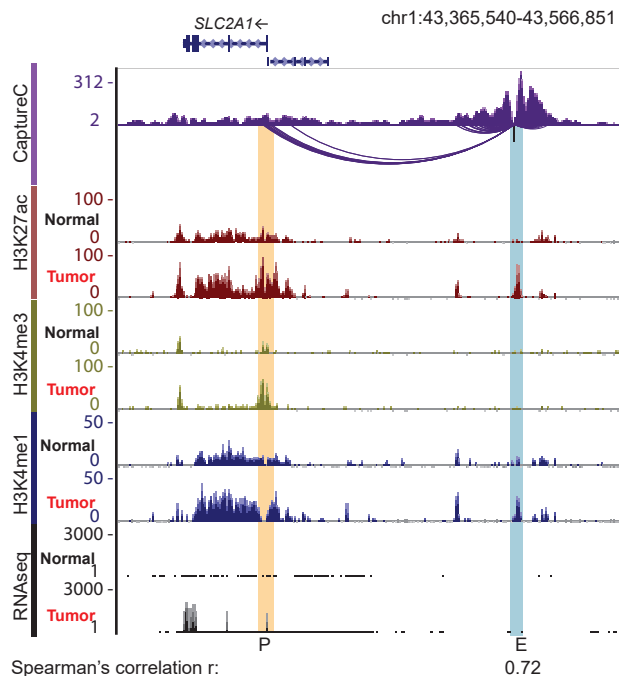 chr1:43,365,540-43,566,851
SLC2A1←
CaptureC
312 -
2
H3K27ac
Normal
100 -
0
Tumor
100 -
0
H3K4me3
Normal
100 -
0
Tumor
100 -
0
H3K4me1
Normal
50 -
0
Tumor
50 -
0
RNAseq
Normal
3000 -
1
Tumor
3000 -
1
P E
Spearman's correlation r: 0.72